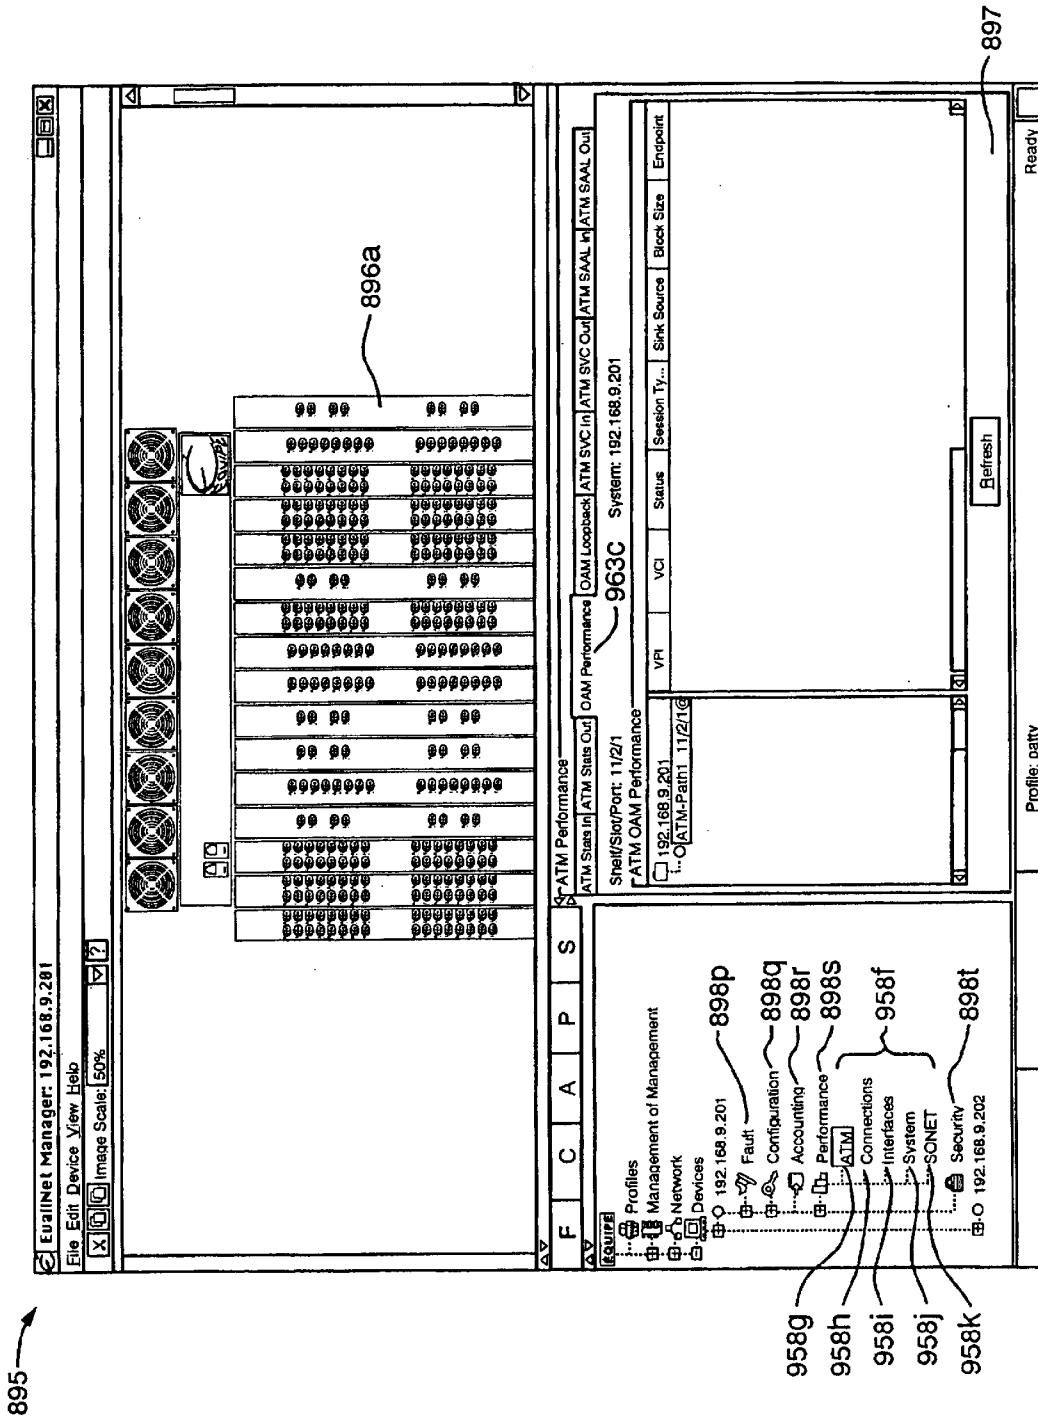 895
EuallNet Manager: 192.168.9.201
File Edit Device View Help
Image Scale: 50%
?
896a
F C A P S
EQUIPE
Profiles
Management of Management
Network
Devices
192.168.9.201
Fault
Configuration
Accounting
Performance
ATM
Connections
Interfaces
System
SONET
Security
192.168.9.202
898p
898q
898r
898s
958f
898t
958g
958h
958i
958j
958k
ATM Performance
ATM Stats In ATM Stats Out OAM Performance OAM Loopback ATM SVC In ATM SVC Out ATM SAAL In ATM SAAL Out
Shelf/Slot/Port: 11/2/1 963C System: 192.168.9.201
ATM OAM Performance
192.168.9.201
ATM-Path1_11/2/1@
VPI VCI Status Session Ty... Sink Source Block Size Endpoint
Refresh
897
Profile: patty
Ready